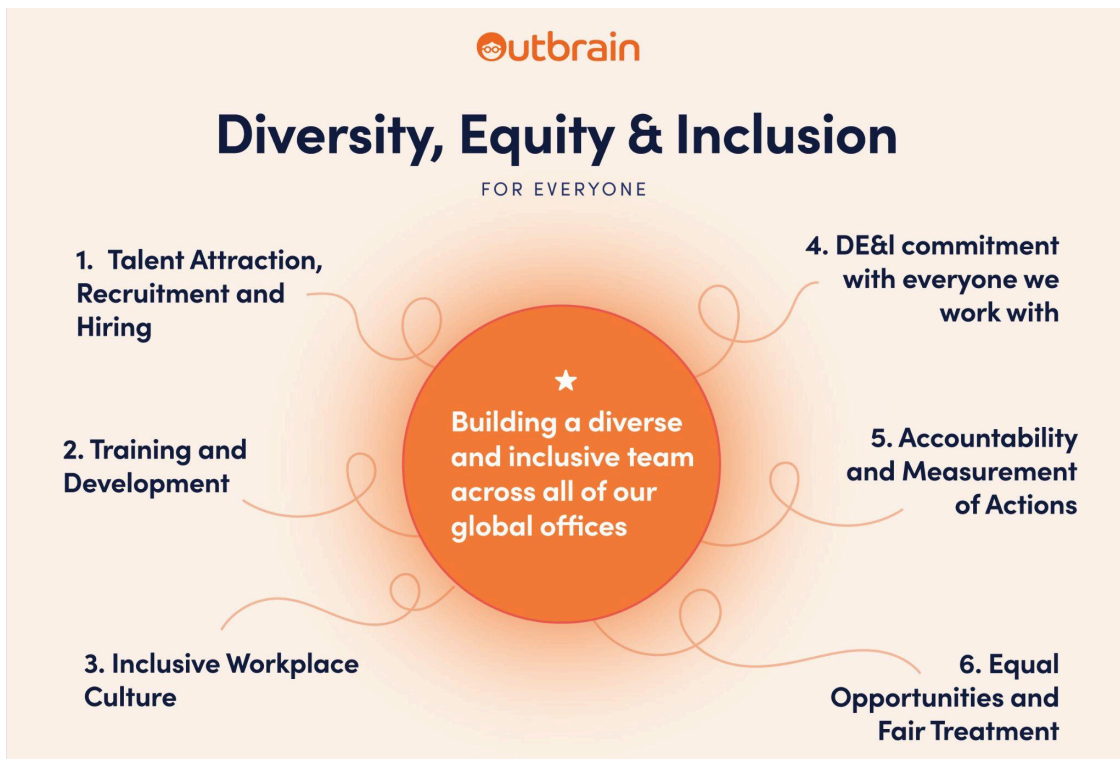 Outbrain
Diversity, Equity & Inclusion
FOR EVERYONE
1. Talent Attraction,
Recruitment and
Hiring
2. Training and
Development
3. Inclusive Workplace
Culture
Building a diverse
and inclusive team
across all of our
global offices
4. DE&I commitment
with everyone we
work with
5. Accountability
and Measurement
of Actions
6. Equal
Opportunities and
Fair Treatment